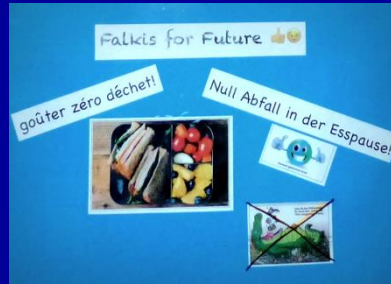 Falkis for Future 👍😉
goûter zéro déchet!
Null Abfall in der Esspause!